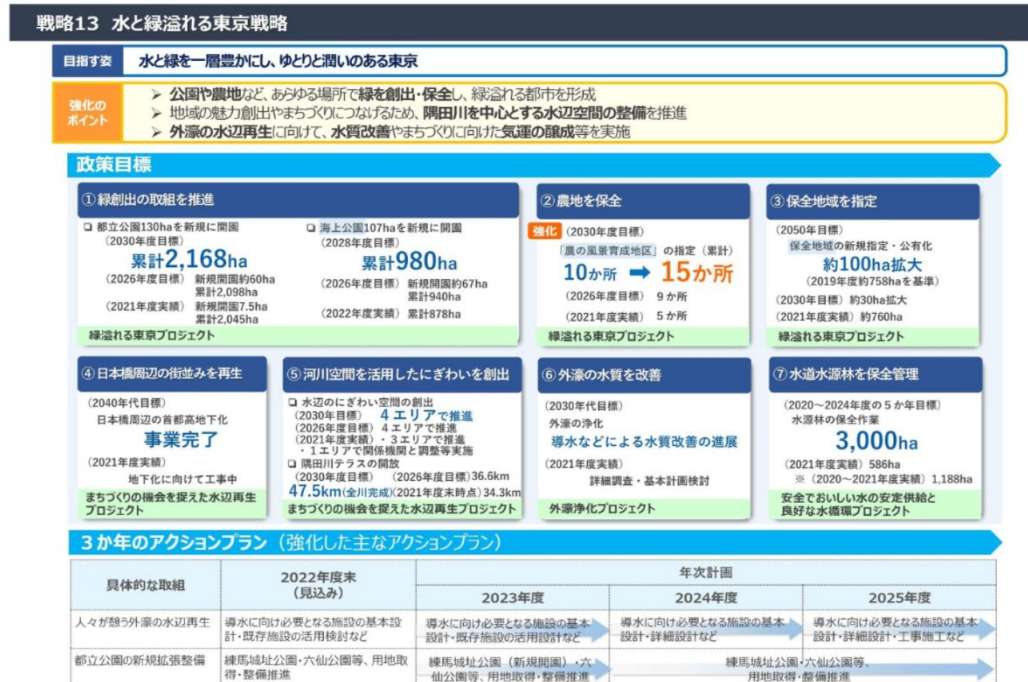 戦略13 水と緑溢れる東京戦略
目指す姿
水と緑を一層豊かにし、ゆとりと潤いのある東京
強化の
ポイント
➢ 公園や農地など、あらゆる場所で緑を創出・保全し、緑溢れる都市を形成
➢ 地域の魅力創出やまちづくりにつなげるため、隅田川を中心とする水辺空間の整備を推進
➢ 外濠の水辺再生に向けて、水質改善やまちづくりに向けた気運の醸成等を実施
政策目標
①緑創出の取組を推進
❑ 都立公園130haを新規に開園
(2030年度目標)
累計2,168ha
(2026年度目標) 新規開園約60ha
累計2,098ha
(2021年度実績) 新規開園7.5ha
累計2,045ha
❑ 海上公園107haを新規に開園
(2028年度目標)
累計980ha
(2026年度目標) 新規開園約67ha
累計940ha
(2022年度実績) 累計878ha
緑溢れる東京プロジェクト
②農地を保全
強化 (2030年度目標)
「農の風景育成地区」の指定(累計)
10か所 ➡ 15か所
(2026年度目標) 9か所
(2021年度実績) 5か所
緑溢れる東京プロジェクト
③保全地域を指定
(2050年目標)
保全地域の新規指定・公有化
約100ha拡大
(2019年度約758haを基準)
(2030年目標) 約30ha拡大
(2021年度実績) 約760ha
緑溢れる東京プロジェクト
④日本橋周辺の街並みを再生
(2040年代目標)
日本橋周辺の首都高地下化
事業完了
(2021年度実績)
地下化に向けて工事中
まちづくりの機会を捉えた水辺再生
プロジェクト
⑤河川空間を活用したにぎわいを創出
❑ 水辺のにぎわい空間の創出
(2030年目標) 4エリアで推進
(2026年度目標) 4エリアで推進
(2021年度実績)・3エリアで推進
・1エリアで関係機関と調整等実施
❑ 隅田川テラスの開放
(2030年度目標) (2026年度目標)36.6km
47.5km(全川完成)(2021年度末時点)34.3km
まちづくりの機会を捉えた水辺再生プロジェクト
⑥外濠の水質を改善
(2030年代目標)
外濠の浄化
導水などによる水質改善の進展
(2021年度実績)
詳細調査・基本計画検討
外濠浄化プロジェクト
⑦水道水源林を保全管理
(2020～2024年度の5か年目標)
水源林の保全作業
3,000ha
(2021年度実績) 586ha
※(2020～2021年度実績) 1,188ha
安全でおいしい水の安定供給と
良好な水循環プロジェクト
3か年のアクションプラン(強化した主なアクションプラン)
具体的な取組
2022年度末
(見込み)
年次計画
2023年度
2024年度
2025年度
人々が憩う外濠の水辺再生
導水に向け必要となる施設の基本設
計・既存施設の活用検討など
導水に向け必要となる施設の基本
設計・既存施設の活用設計など
導水に向け必要となる施設の基本
設計・詳細設計など
導水に向け必要となる施設の基本
設計・詳細設計・工事施工など
都立公園の新規拡張整備
練馬城址公園・六仙公園等、用地取
得・整備推進
練馬城址公園(新規開園)・六
仙公園等、用地取得・整備推進
練馬城址公園・六仙公園等、
用地取得・整備推進